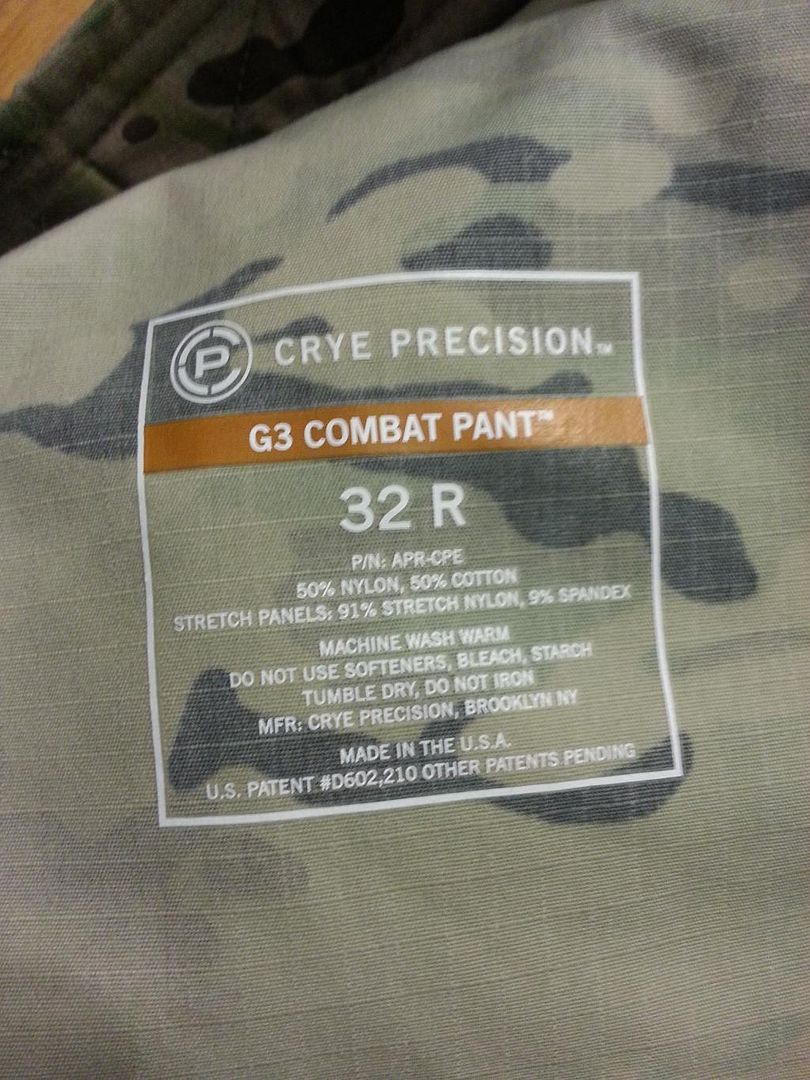 P CRYE PRECISION™
G3 COMBAT PANT™
32 R
P/N: APR-CPE
50% NYLON, 50% COTTON
STRETCH PANELS: 91% STRETCH NYLON, 9% SPANDEX
MACHINE WASH WARM
DO NOT USE SOFTENERS, BLEACH, STARCH
TUMBLE DRY, DO NOT IRON
MFR: CRYE PRECISION, BROOKLYN NY
MADE IN THE U.S.A.
U.S. PATENT #D602,210 OTHER PATENTS PENDING